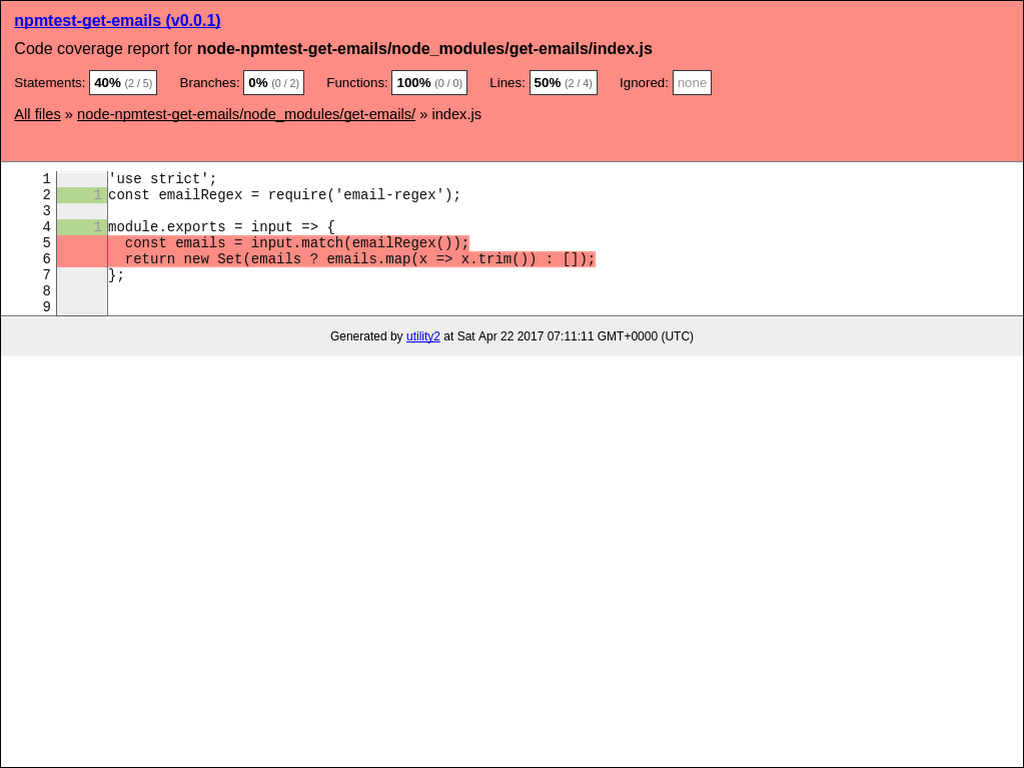 npmtest-get-emails (v0.0.1)
Code coverage report for node-npmtest-get-emails/node_modules/get-emails/index.js
Statements: 40% (2 / 5) Branches: 0% (0 / 2) Functions: 100% (0 / 0) Lines: 50% (2 / 4) Ignored: none
All files » node-npmtest-get-emails/node_modules/get-emails/ » index.js
1 'use strict';
2 1 const emailRegex = require('email-regex');
3
4 1 module.exports = input => {
5 const emails = input.match(emailRegex());
6 return new Set(emails ? emails.map(x => x.trim()) : []);
7 };
8
9
Generated by utility2 at Sat Apr 22 2017 07:11:11 GMT+0000 (UTC)